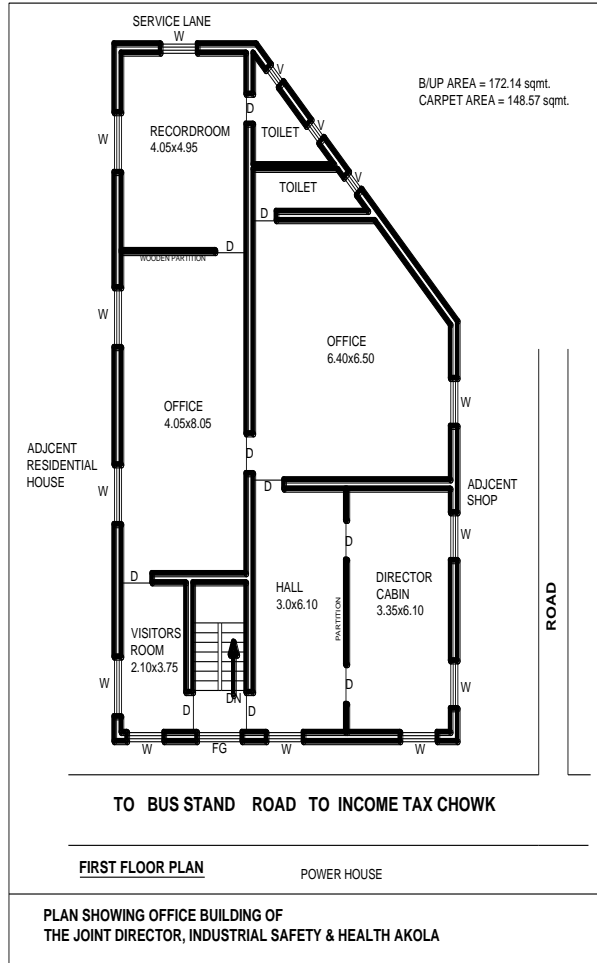 SERVICE LANE
W
V
B/UP AREA = 172.14 sqmt.
CARPET AREA = 148.57 sqmt.
D
V
RECORDROOM
4.05x4.95
TOILET
W
V
TOILET
D
D
WOODEN PARTITION
W
OFFICE
6.40x6.50
W
OFFICE
4.05x8.05
D
ADJCENT
RESIDENTIAL
HOUSE
D
ADJCENT
SHOP
W
W
D
D
HALL
3.0x6.10
DIRECTOR
CABIN
3.35x6.10
PARTITION
ROAD
VISITORS
ROOM
2.10x3.75
W
D
W
DN
D
D
W
FG
W
W
TO BUS STAND ROAD TO INCOME TAX CHOWK
FIRST FLOOR PLAN
POWER HOUSE
PLAN SHOWING OFFICE BUILDING OF
THE JOINT DIRECTOR, INDUSTRIAL SAFETY & HEALTH AKOLA